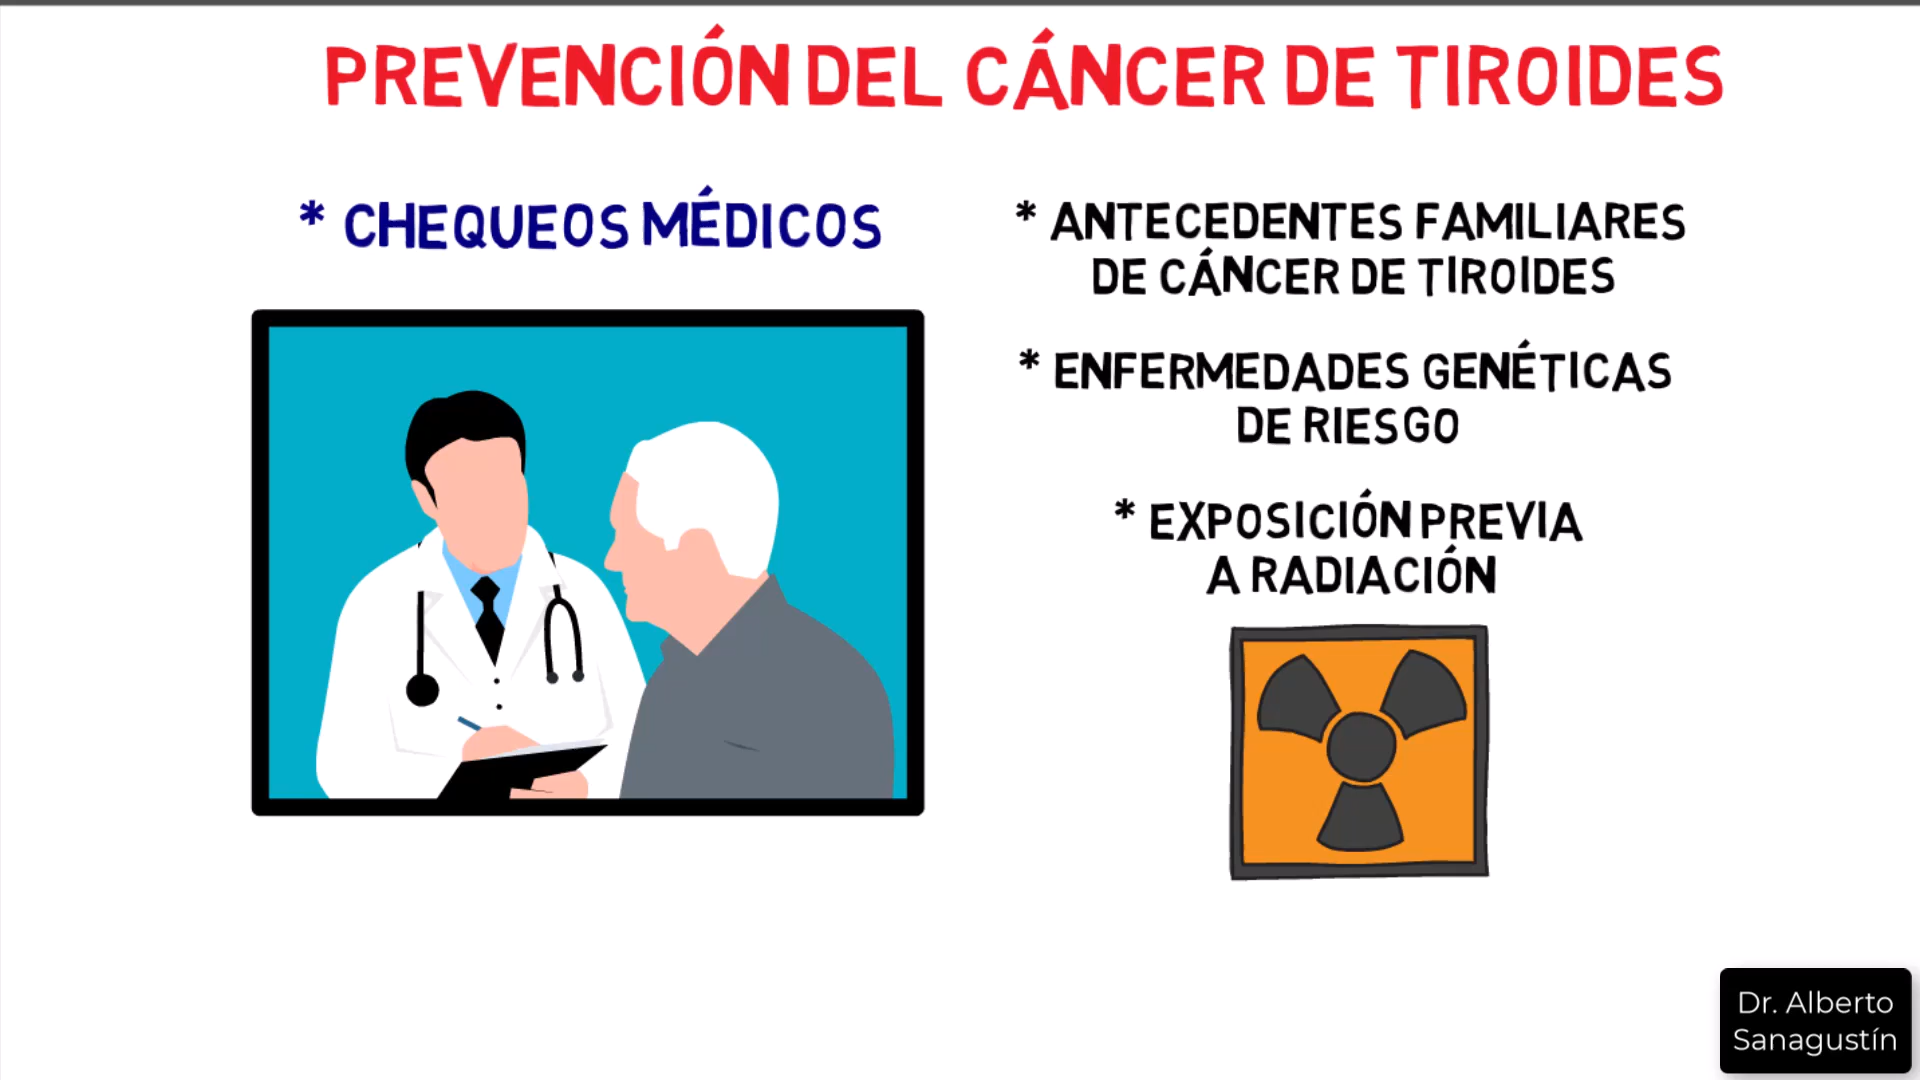 PREVENCIÓN DEL CÁNCER DE TIROIDES
* CHEQUEOS MÉDICOS
* ANTECEDENTES FAMILIARES
DE CÁNCER DE TIROIDES
* ENFERMEDADES GENÉTICAS
DE RIESGO
* EXPOSICIÓN PREVIA
A RADIACIÓN
Dr. Alberto
Sanagustín